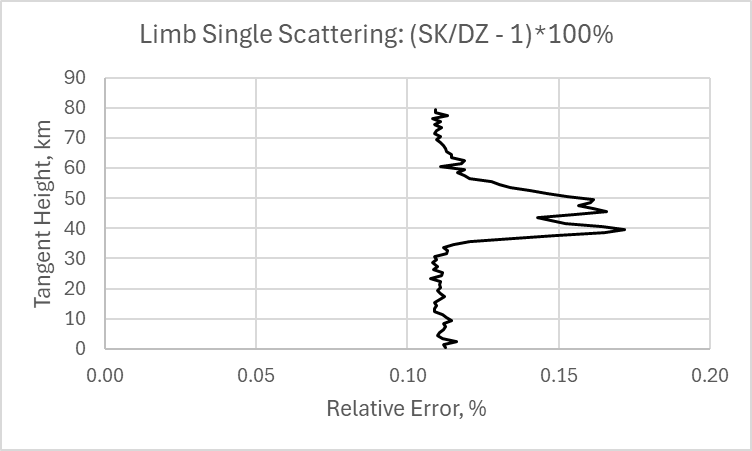 Limb Single Scattering: (SK/DZ - 1)*100%
90
80
70
60
50
40
30
20
10
0
Tangent Height, km
0.00 0.05 0.10 0.15 0.20
Relative Error, %